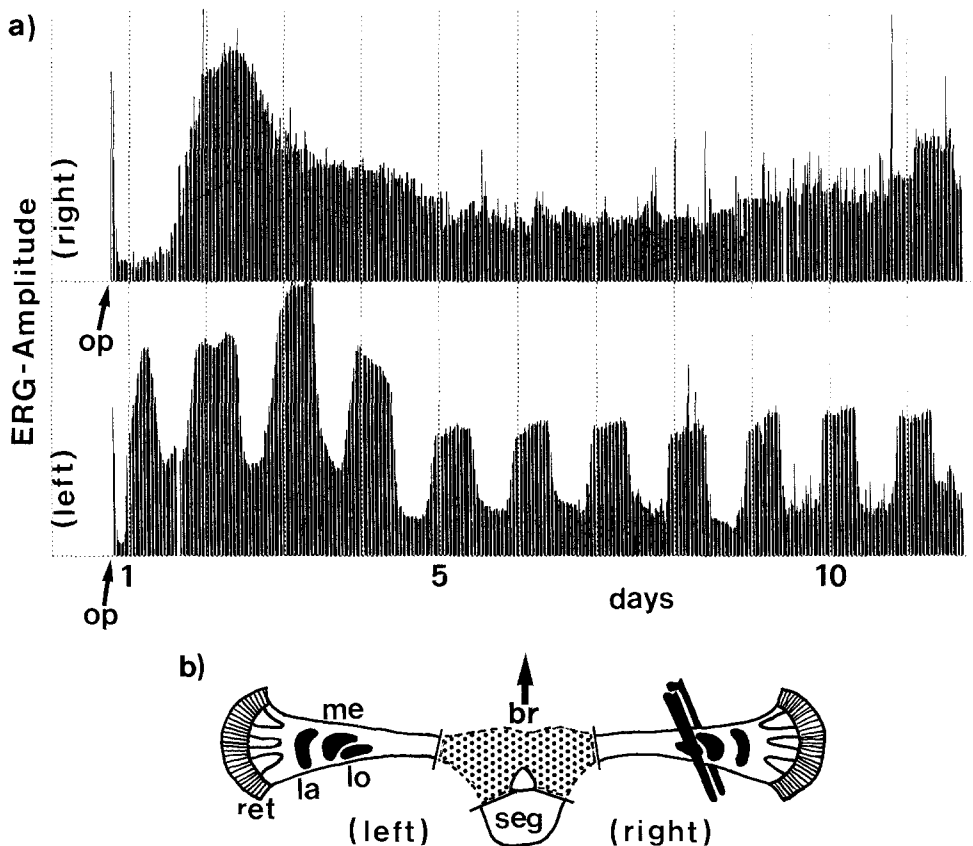 a)
ERG-Amplitude
(right)
(left)
op
op
1
5
10
days
b)
me
br
lo
la
ret
seg
(left)
(right)